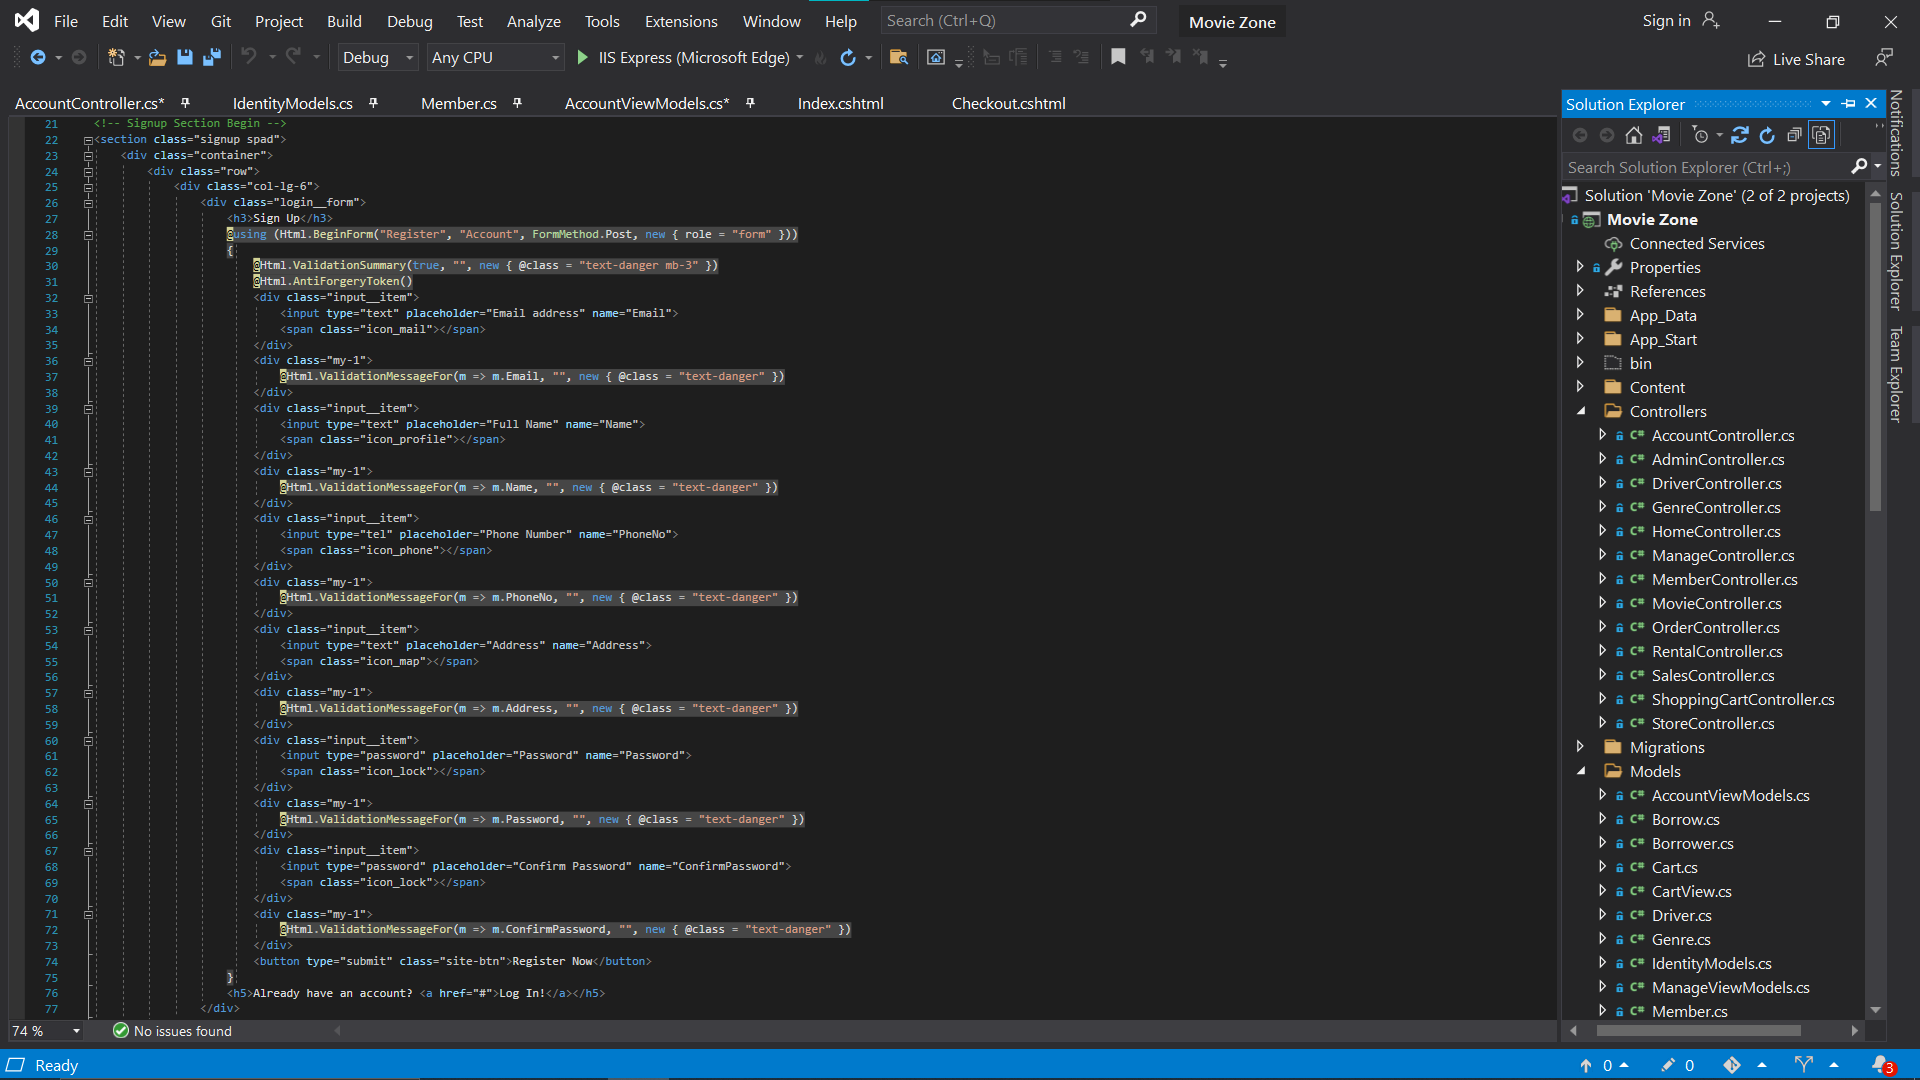 File Edit View Git Project Build Debug Test Analyze Tools Extensions Window Help Search (Ctrl+Q) Movie Zone Sign in
Debug Any CPU IIS Express (Microsoft Edge) Live Share
AccountController.cs* IdentityModels.cs Member.cs AccountViewModels.cs* Index.cshtml Checkout.cshtml
21 <!-- Signup Section Begin -->
22 <section class="signup spad">
23 <div class="container">
24 <div class="row">
25 <div class="col-lg-6">
26 <div class="login__form">
27 <h3>Sign Up</h3>
28 @using (Html.BeginForm("Register", "Account", FormMethod.Post, new { role = "form" }))
29 {
30 @Html.ValidationSummary(true, "", new { @class = "text-danger mb-3" })
31 @Html.AntiForgeryToken()
32 <div class="input__item">
33 <input type="text" placeholder="Email address" name="Email">
34 <span class="icon_mail"></span>
35 </div>
36 <div class="my-1">
37 @Html.ValidationMessageFor(m => m.Email, "", new { @class = "text-danger" })
38 </div>
39 <div class="input__item">
40 <input type="text" placeholder="Full Name" name="Name">
41 <span class="icon_profile"></span>
42 </div>
43 <div class="my-1">
44 @Html.ValidationMessageFor(m => m.Name, "", new { @class = "text-danger" })
45 </div>
46 <div class="input__item">
47 <input type="tel" placeholder="Phone Number" name="PhoneNo">
48 <span class="icon_phone"></span>
49 </div>
50 <div class="my-1">
51 @Html.ValidationMessageFor(m => m.PhoneNo, "", new { @class = "text-danger" })
52 </div>
53 <div class="input__item">
54 <input type="text" placeholder="Address" name="Address">
55 <span class="icon_map"></span>
56 </div>
57 <div class="my-1">
58 @Html.ValidationMessageFor(m => m.Address, "", new { @class = "text-danger" })
59 </div>
60 <div class="input__item">
61 <input type="password" placeholder="Password" name="Password">
62 <span class="icon_lock"></span>
63 </div>
64 <div class="my-1">
65 @Html.ValidationMessageFor(m => m.Password, "", new { @class = "text-danger" })
66 </div>
67 <div class="input__item">
68 <input type="password" placeholder="Confirm Password" name="ConfirmPassword">
69 <span class="icon_lock"></span>
70 </div>
71 <div class="my-1">
72 @Html.ValidationMessageFor(m => m.ConfirmPassword, "", new { @class = "text-danger" })
73 </div>
74 <button type="submit" class="site-btn">Register Now</button>
75 }
76 <h5>Already have an account? <a href="#">Log In!</a></h5>
77 </div>
74 % No issues found
Solution Explorer
Search Solution Explorer (Ctrl+;)
Solution 'Movie Zone' (2 of 2 projects)
Movie Zone
Connected Services
Properties
References
App_Data
App_Start
bin
Content
Controllers
C# AccountController.cs
C# AdminController.cs
C# DriverController.cs
C# GenreController.cs
C# HomeController.cs
C# ManageController.cs
C# MemberController.cs
C# MovieController.cs
C# OrderController.cs
C# RentalController.cs
C# SalesController.cs
C# ShoppingCartController.cs
C# StoreController.cs
Migrations
Models
C# AccountViewModels.cs
C# Borrow.cs
C# Borrower.cs
C# Cart.cs
C# CartView.cs
C# Driver.cs
C# Genre.cs
C# IdentityModels.cs
C# ManageViewModels.cs
C# Member.cs
Notifications
Solution Explorer
Team Explorer
Ready 0 0 3